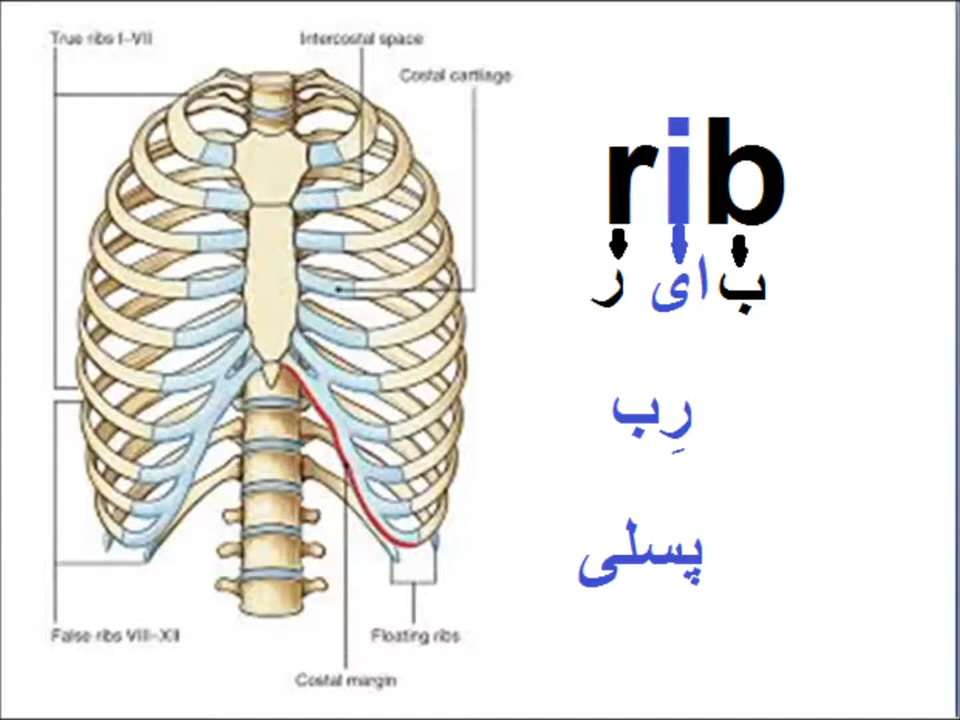 True ribs I–VII
Intercostal space
Costal cartilage
rib
ر ای ب
رِب
پسلی
False ribs VIII–XII
Floating ribs
Costal margin